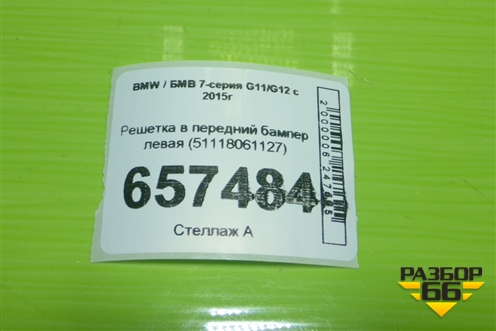 BMW / БМВ 7-серия G11/G12 с
2015г
Решетка в передний бампер
левая (51118061127)
657484
Стеллаж А
РАЗБОР
66